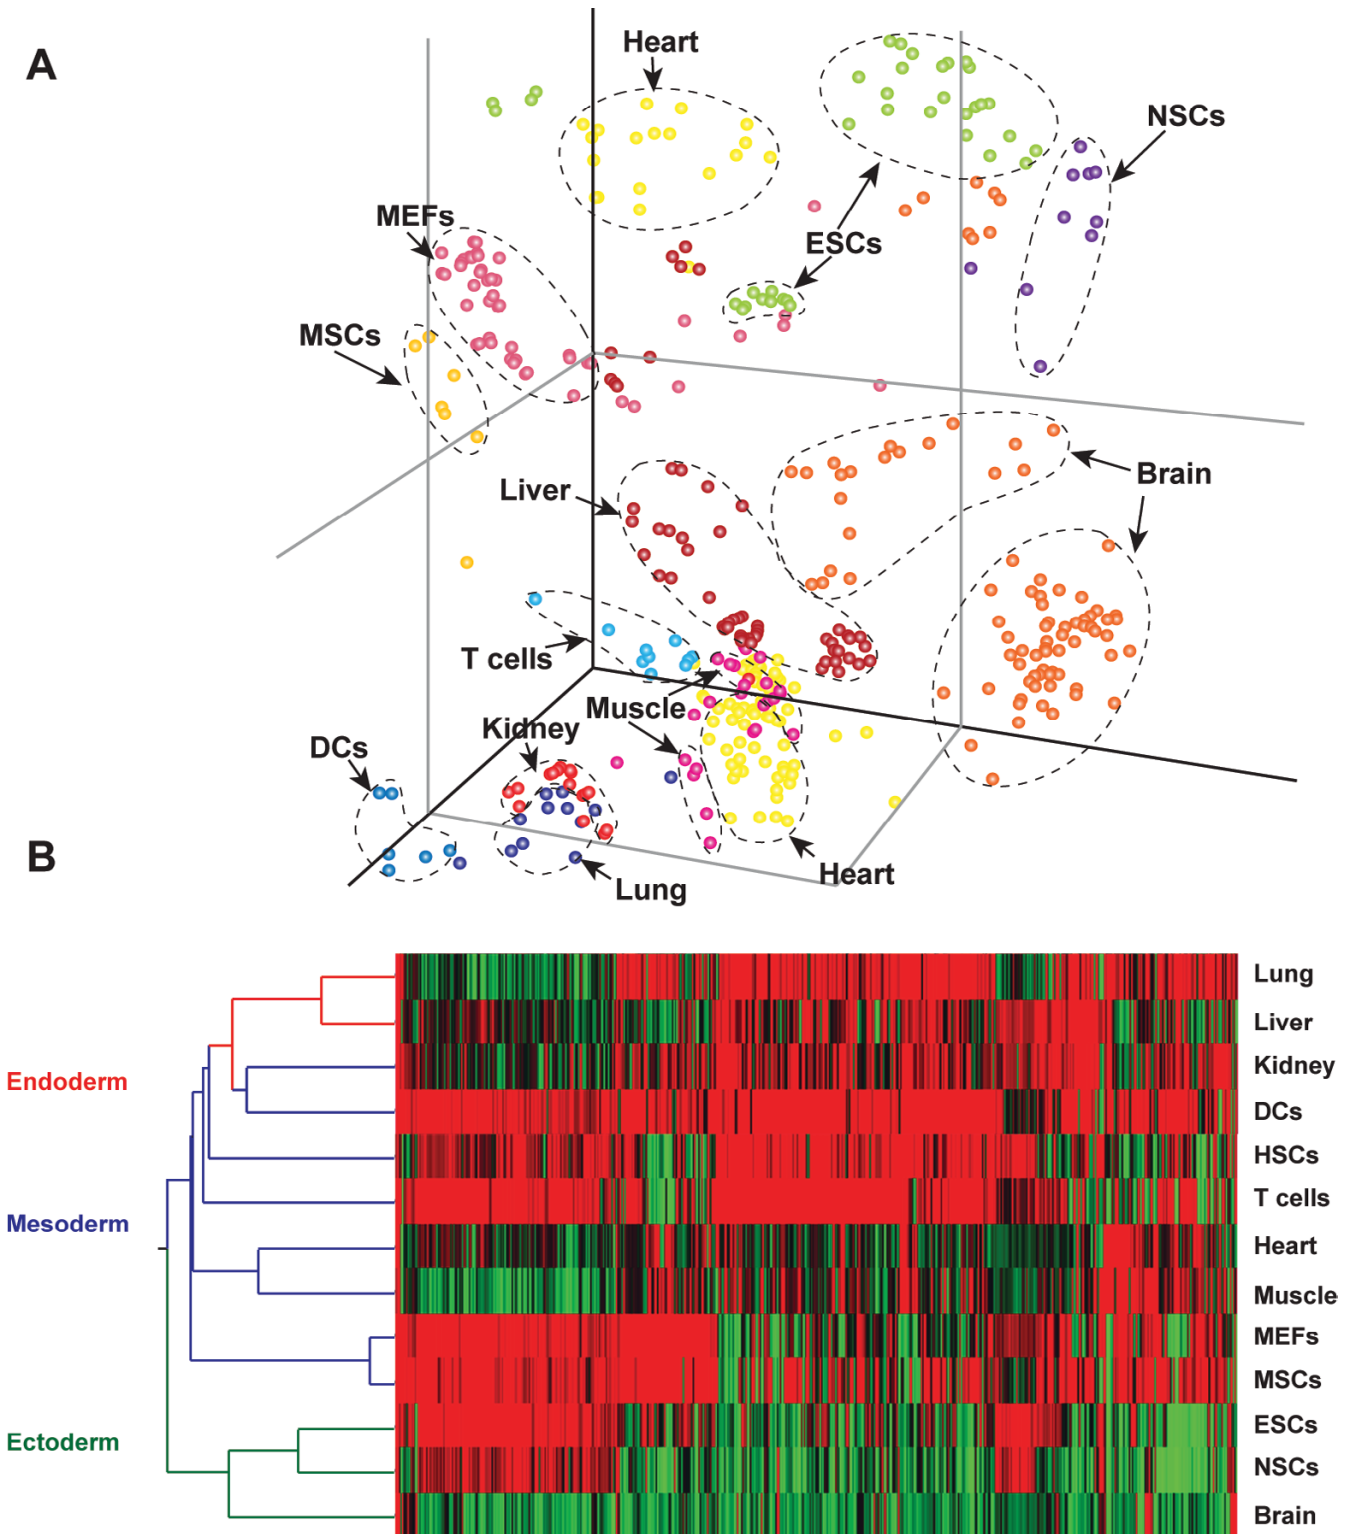 A
Heart
NSCs
MEFs
ESCs
MSCs
Brain
Liver
T cells
Muscle
Kidney
DCs
Heart
Lung
B
Lung
Liver
Kidney
Endoderm
DCs
HSCs
T cells
Mesoderm
Heart
Muscle
MEFs
MSCs
ESCs
Ectoderm
NSCs
Brain